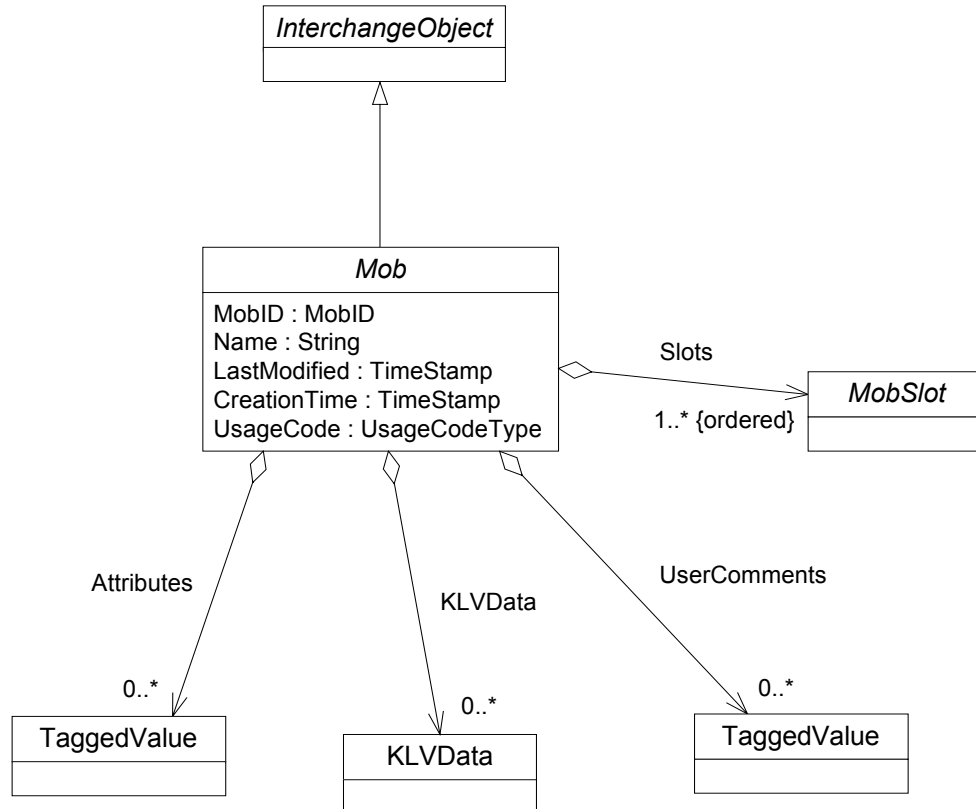 InterchangeObject
Mob
MobID : MobID
Name : String
LastModified : TimeStamp
CreationTime : TimeStamp
UsageCode : UsageCodeType
Slots
MobSlot
1..* {ordered}
Attributes
KLVData
UserComments
0..*
0..*
0..*
TaggedValue
KLVData
TaggedValue